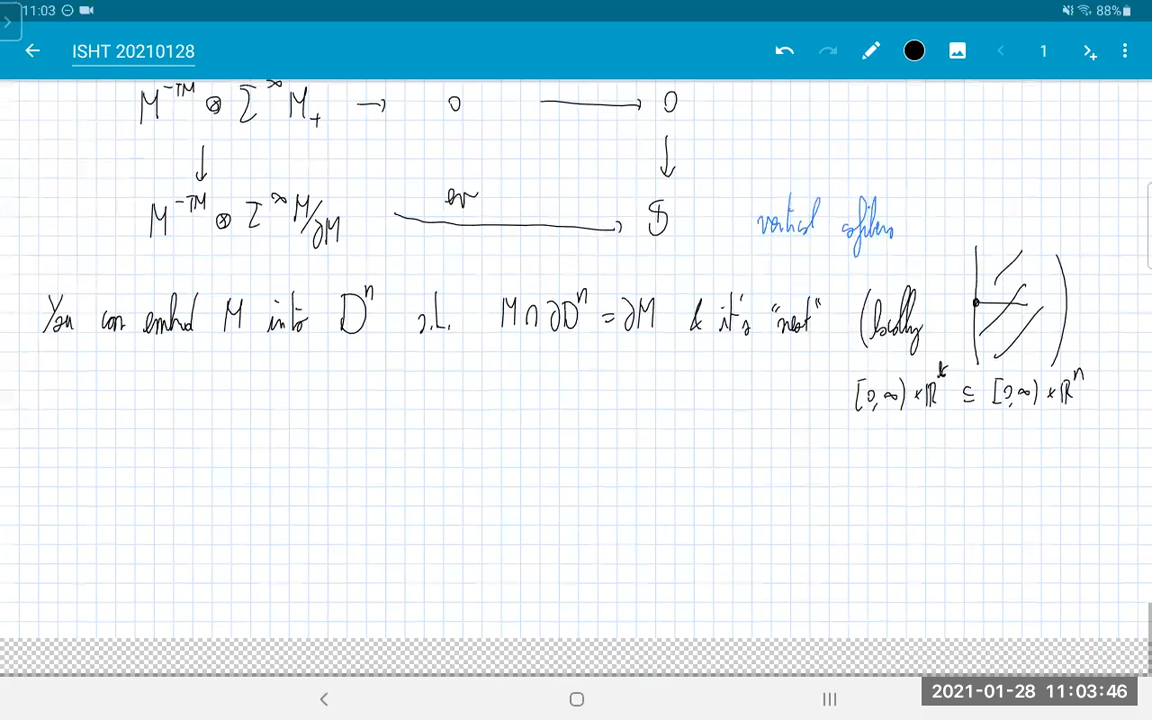 11:03
88%
ISHT 20210128
1
M^{-TM} ⊗ Σ^∞ M_+ → 0 → 0
↓ ↓
M^{-TM} ⊗ Σ^∞ M/∂M —ev→ 𝕊 vertical cofibers
You can embed M into D^n s.t. M ∩ ∂D^n = ∂M & it's "neat" (locally )
[0,∞) × ℝ^k ⊆ [0,∞) × ℝ^n
2021-01-28 11:03:46